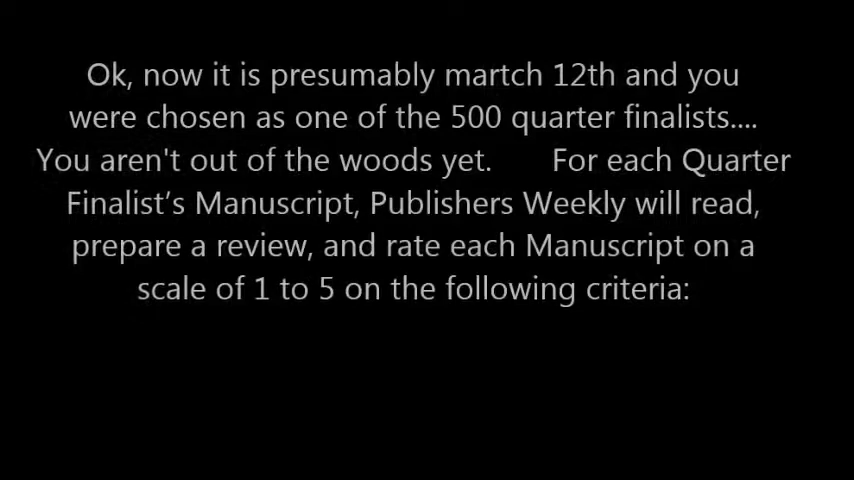 Ok, now it is presumably martch 12th and you
were chosen as one of the 500 quarter finalists....
You aren't out of the woods yet. For each Quarter
Finalist’s Manuscript, Publishers Weekly will read,
prepare a review, and rate each Manuscript on a
scale of 1 to 5 on the following criteria: